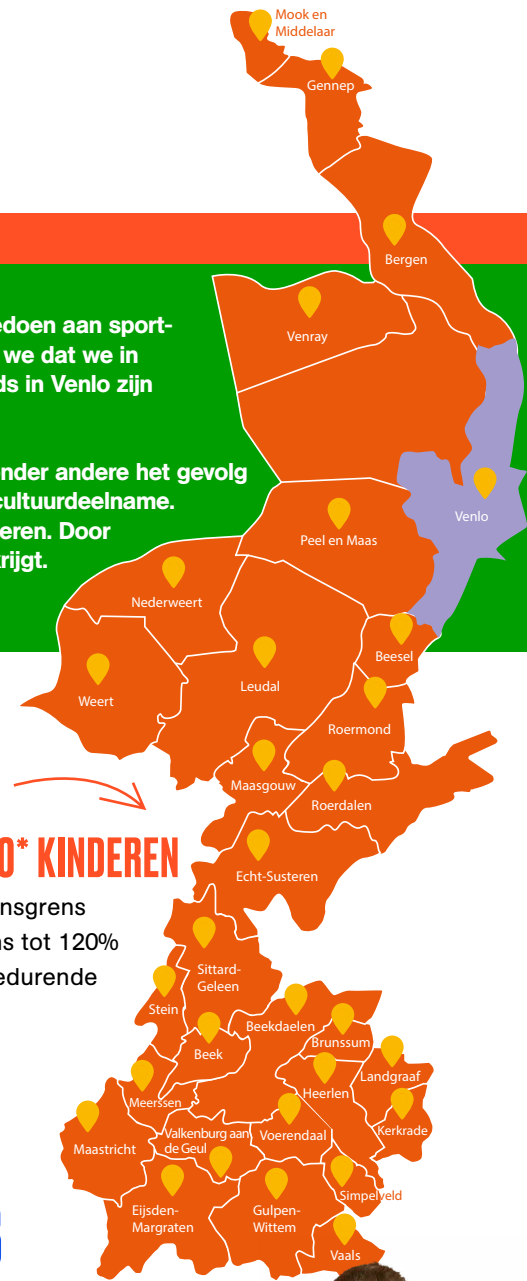 Mook en
Middelaar
Gennep
Bergen
edoen aan sport-
we dat we in
ds in Venlo zijn
Venray
onder andere het gevolg
cultuurdeelname.
eren. Door
rijgt.
Venlo
Peel en Maas
Nederweert
Beesel
Leudal
Weert
Roermond
Maasgouw
Roerdalen
0* KINDEREN
Echt-Susteren
nsgrens
ns tot 120%
edurende
Sittard-
Geleen
Stein
Beekdaelen
Brunssum
Beek
Landgraaf
Heerlen
Meerssen
Kerkrade
Maastricht
Valkenburg aan
de Geul
Voerendaal
Simpelveld
Eijsden-
Margraten
Gulpen-
Wittem
Vaals